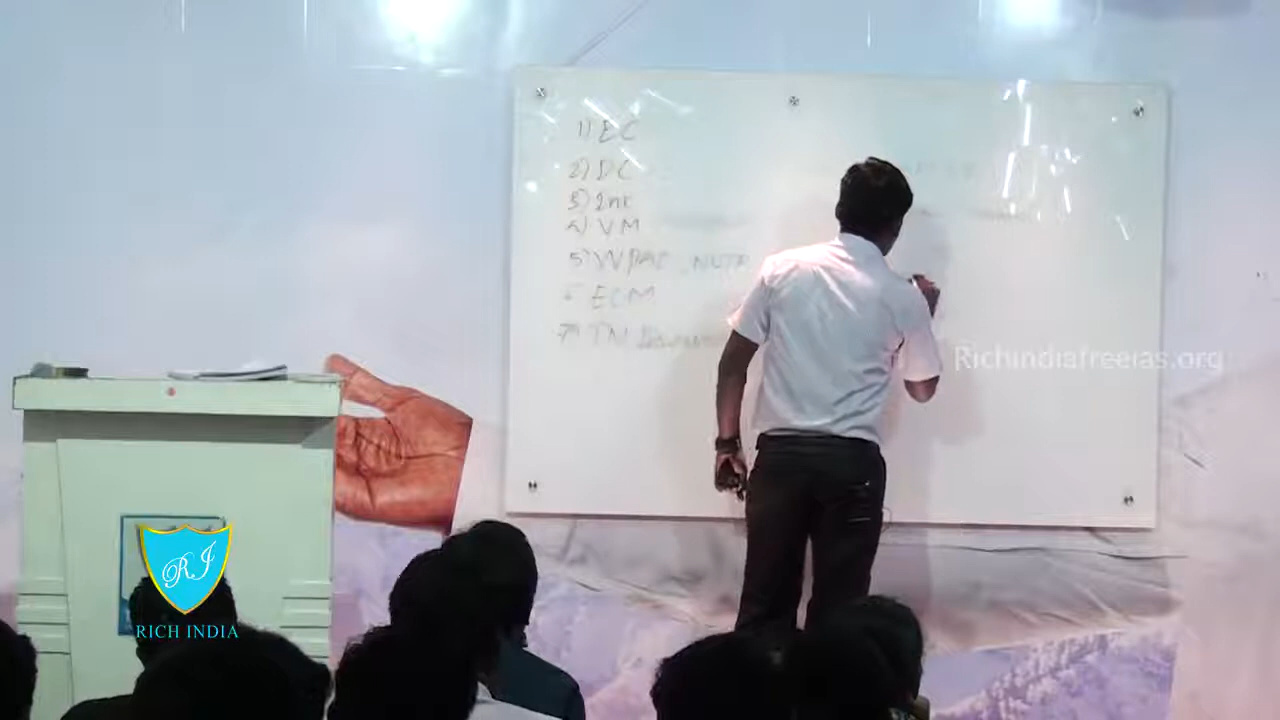 1) EC
2) DC
3) Ink
4) VM
5) VVPAT, NOTA
6 ECM
7)
Richindiafreeias.org
RJ
RICH INDIA